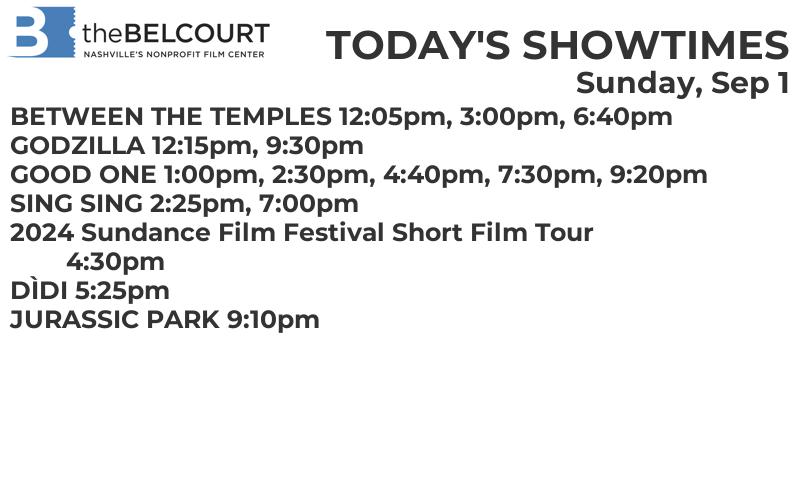 B theBELCOURT
NASHVILLE'S NONPROFIT FILM CENTER
TODAY'S SHOWTIMES
Sunday, Sep 1
BETWEEN THE TEMPLES 12:05pm, 3:00pm, 6:40pm
GODZILLA 12:15pm, 9:30pm
GOOD ONE 1:00pm, 2:30pm, 4:40pm, 7:30pm, 9:20pm
SING SING 2:25pm, 7:00pm
2024 Sundance Film Festival Short Film Tour
4:30pm
DÌDI 5:25pm
JURASSIC PARK 9:10pm